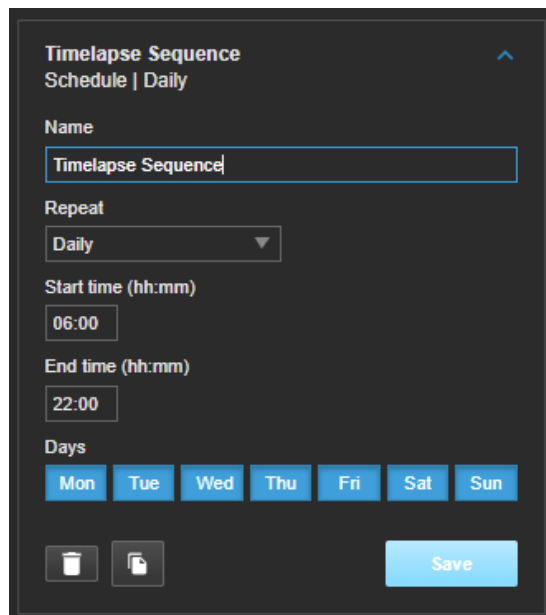 Timelapse Sequence
Schedule | Daily
Name
Timelapse Sequence
Repeat
Daily
Start time (hh:mm)
06:00
End time (hh:mm)
22:00
Days
Mon Tue Wed Thu Fri Sat Sun
Save